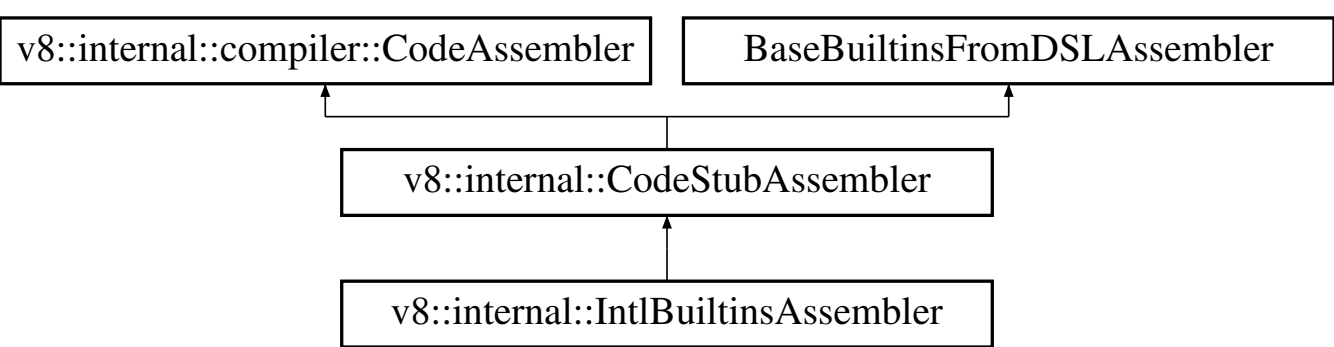 v8::internal::compiler::CodeAssembler
BaseBuiltinsFromDSLAssembler
v8::internal::CodeStubAssembler
v8::internal::IntlBuiltinsAssembler